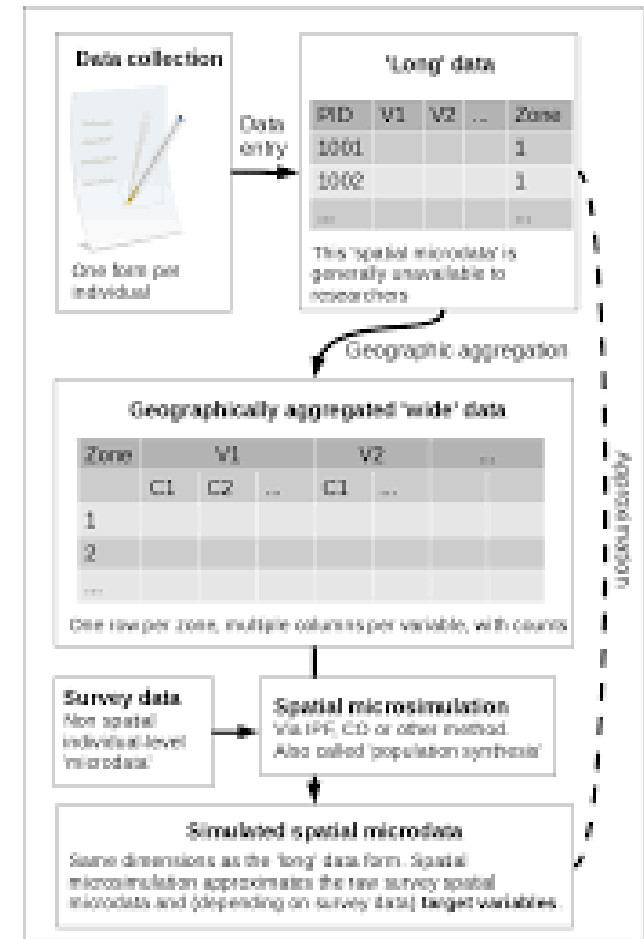 Data collection
One form per
individual
Data
entry
'Long' data
PID V1 V2 ... Zone
1001 1
1002 1
... ...
This 'spatial microdata' is
generally unavailable to
researchers
Geographic aggregation
Geographically aggregated 'wide' data
Zone V1 V2 ...
C1 C2 ... C1 ...
1
2
...
One row per zone, multiple columns per variable, with counts
Approximation
Survey data
Non spatial
individual-level
'microdata'
Spatial microsimulation
Via IPF, CO or other method.
Also called 'population synthesis'
Simulated spatial microdata
Same dimensions as the 'long' data form. Spatial
microsimulation approximates the raw survey spatial
microdata and (depending on survey data) target variables.